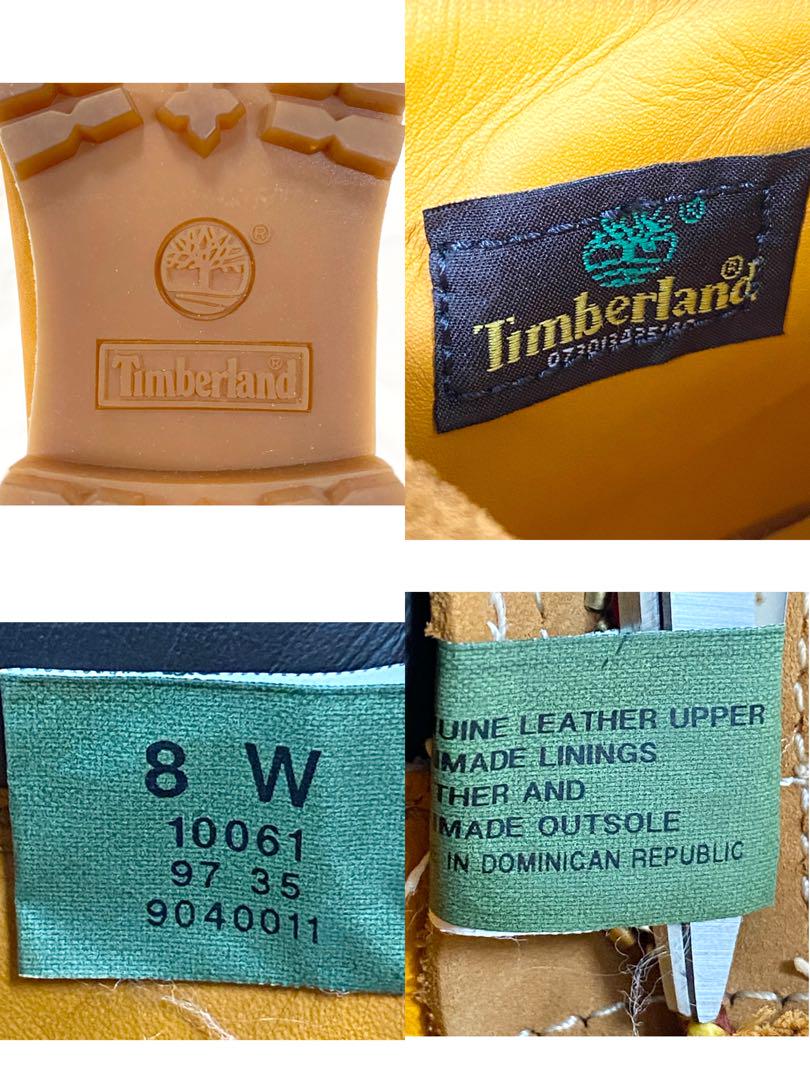 ®
Timberland®
®
Timberland®
8 W
10061
97 35
9040011
UINE LEATHER UPPER
MADE LININGS
THER AND
MADE OUTSOLE
IN DOMINICAN REPUBLIC